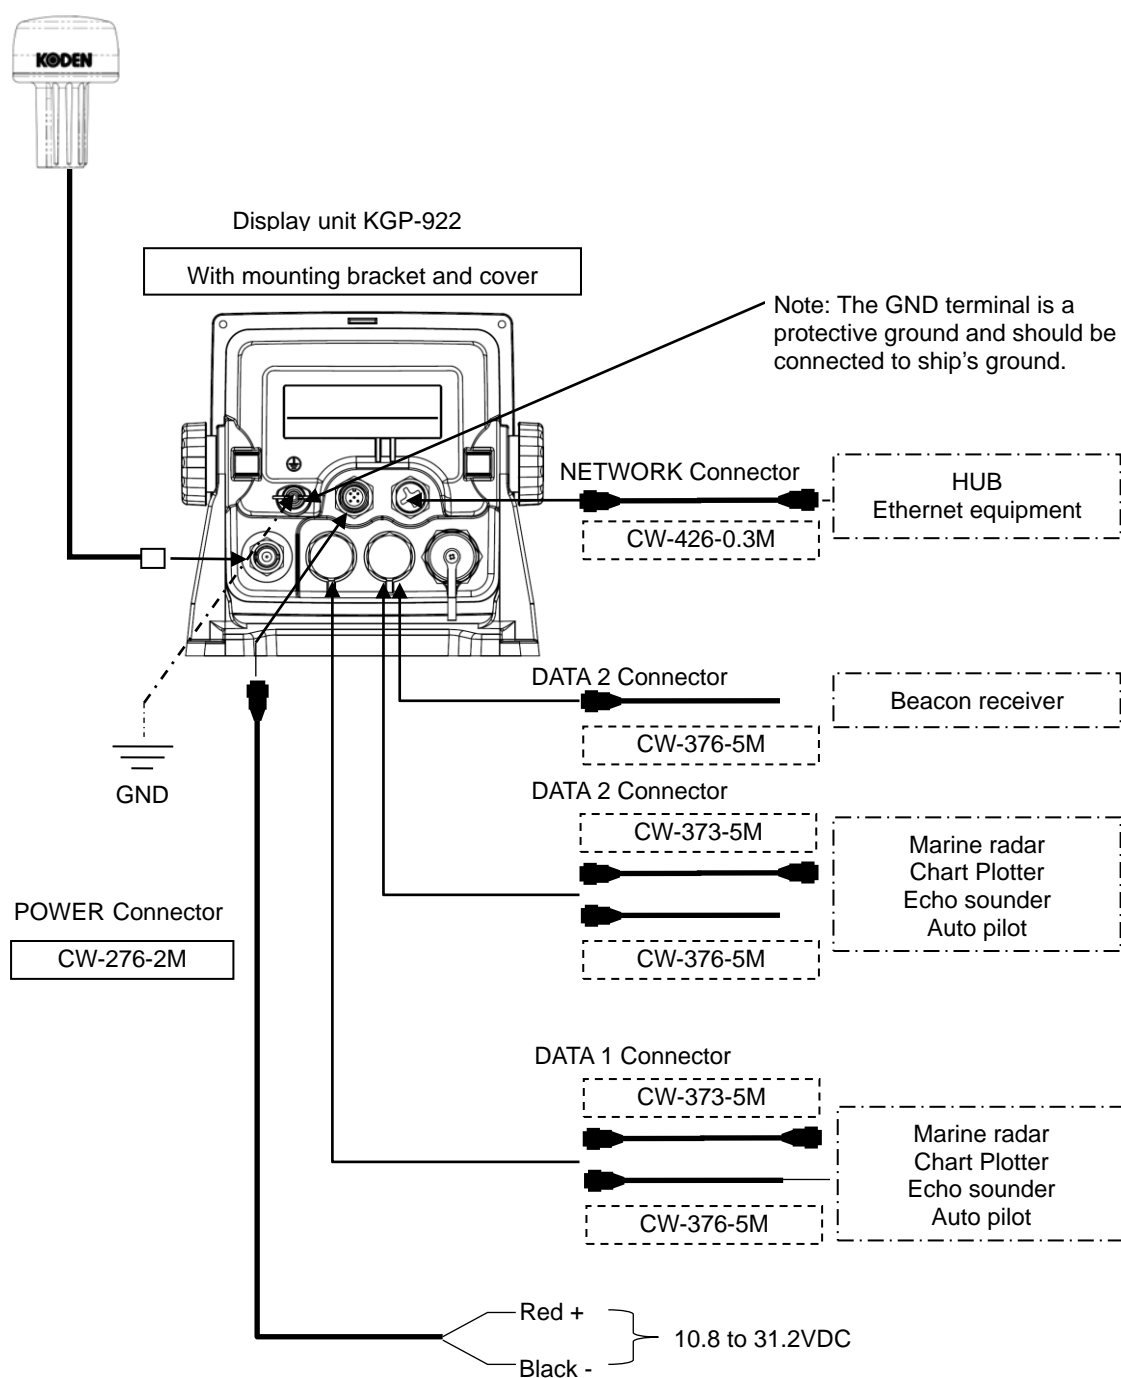 KODEN
Display unit KGP-922
With mounting bracket and cover
Note: The GND terminal is a
protective ground and should be
connected to ship's ground.
NETWORK Connector
CW-426-0.3M
HUB
Ethernet equipment
DATA 2 Connector
CW-376-5M
Beacon receiver
GND
DATA 2 Connector
CW-373-5M
CW-376-5M
Marine radar
Chart Plotter
Echo sounder
Auto pilot
POWER Connector
CW-276-2M
DATA 1 Connector
CW-373-5M
CW-376-5M
Marine radar
Chart Plotter
Echo sounder
Auto pilot
Red +
10.8 to 31.2VDC
Black -